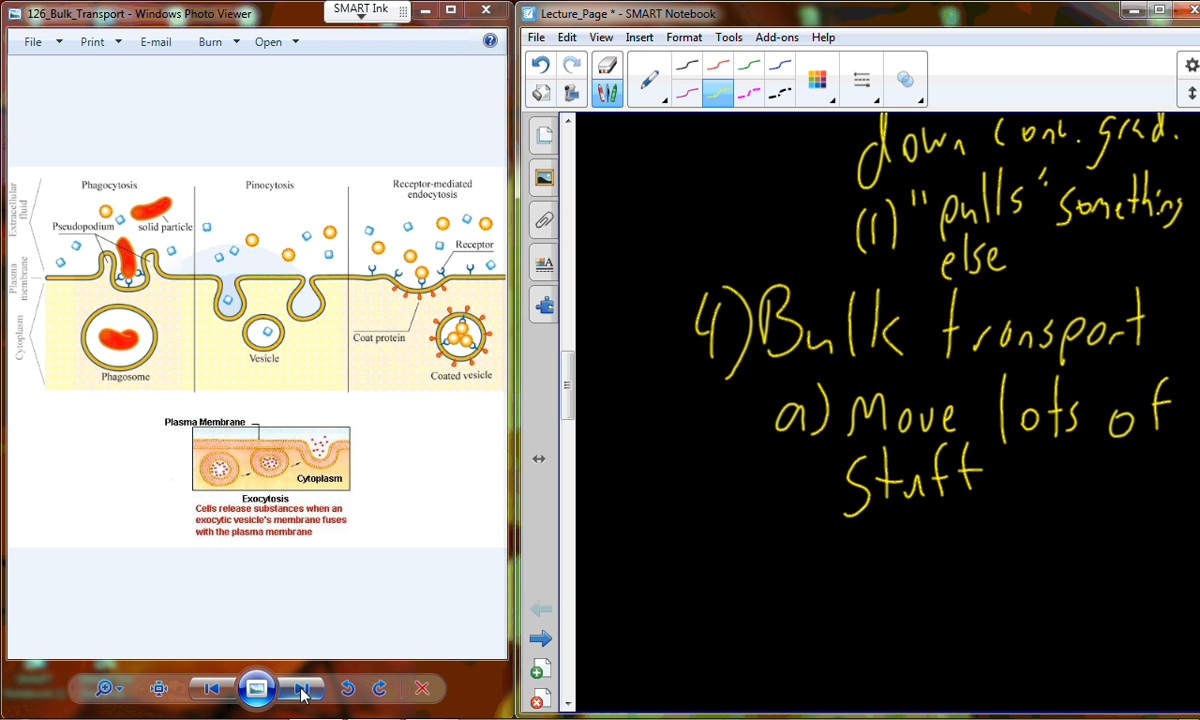 126_Bulk_Transport - Windows Photo Viewer
SMART Ink
File Print E-mail Burn Open
Phagocytosis
Pinocytosis
Receptor-mediated
endocytosis
Extracellular
fluid
Pseudopodium
solid particle
Receptor
Plasma
membrane
Cytoplasm
Coat protein
Vesicle
Phagosome
Coated vesicle
Plasma Membrane
Cytoplasm
Exocytosis
Cells release substances when an
exocytic vesicle's membrane fuses
with the plasma membrane
Lecture_Page * - SMART Notebook
File Edit View Insert Format Tools Add-ons Help
down conc. grad.
(1) "pulls" something
else
4) Bulk transport
a) Move lots of
stuff